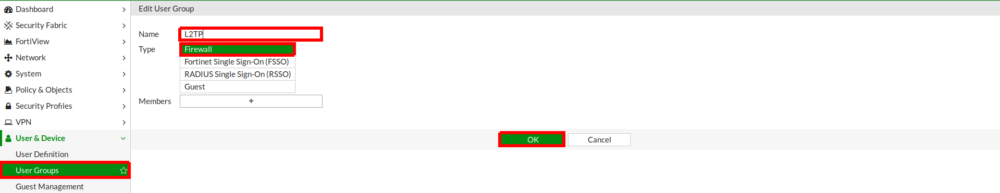 Dashboard
Security Fabric
FortiView
Network
System
Policy & Objects
Security Profiles
VPN
User & Device
User Definition
User Groups
Guest Management
Edit User Group
Name L2TP
Type Firewall
Fortinet Single Sign-On (FSSO)
RADIUS Single Sign-On (RSSO)
Guest
Members +
OK Cancel